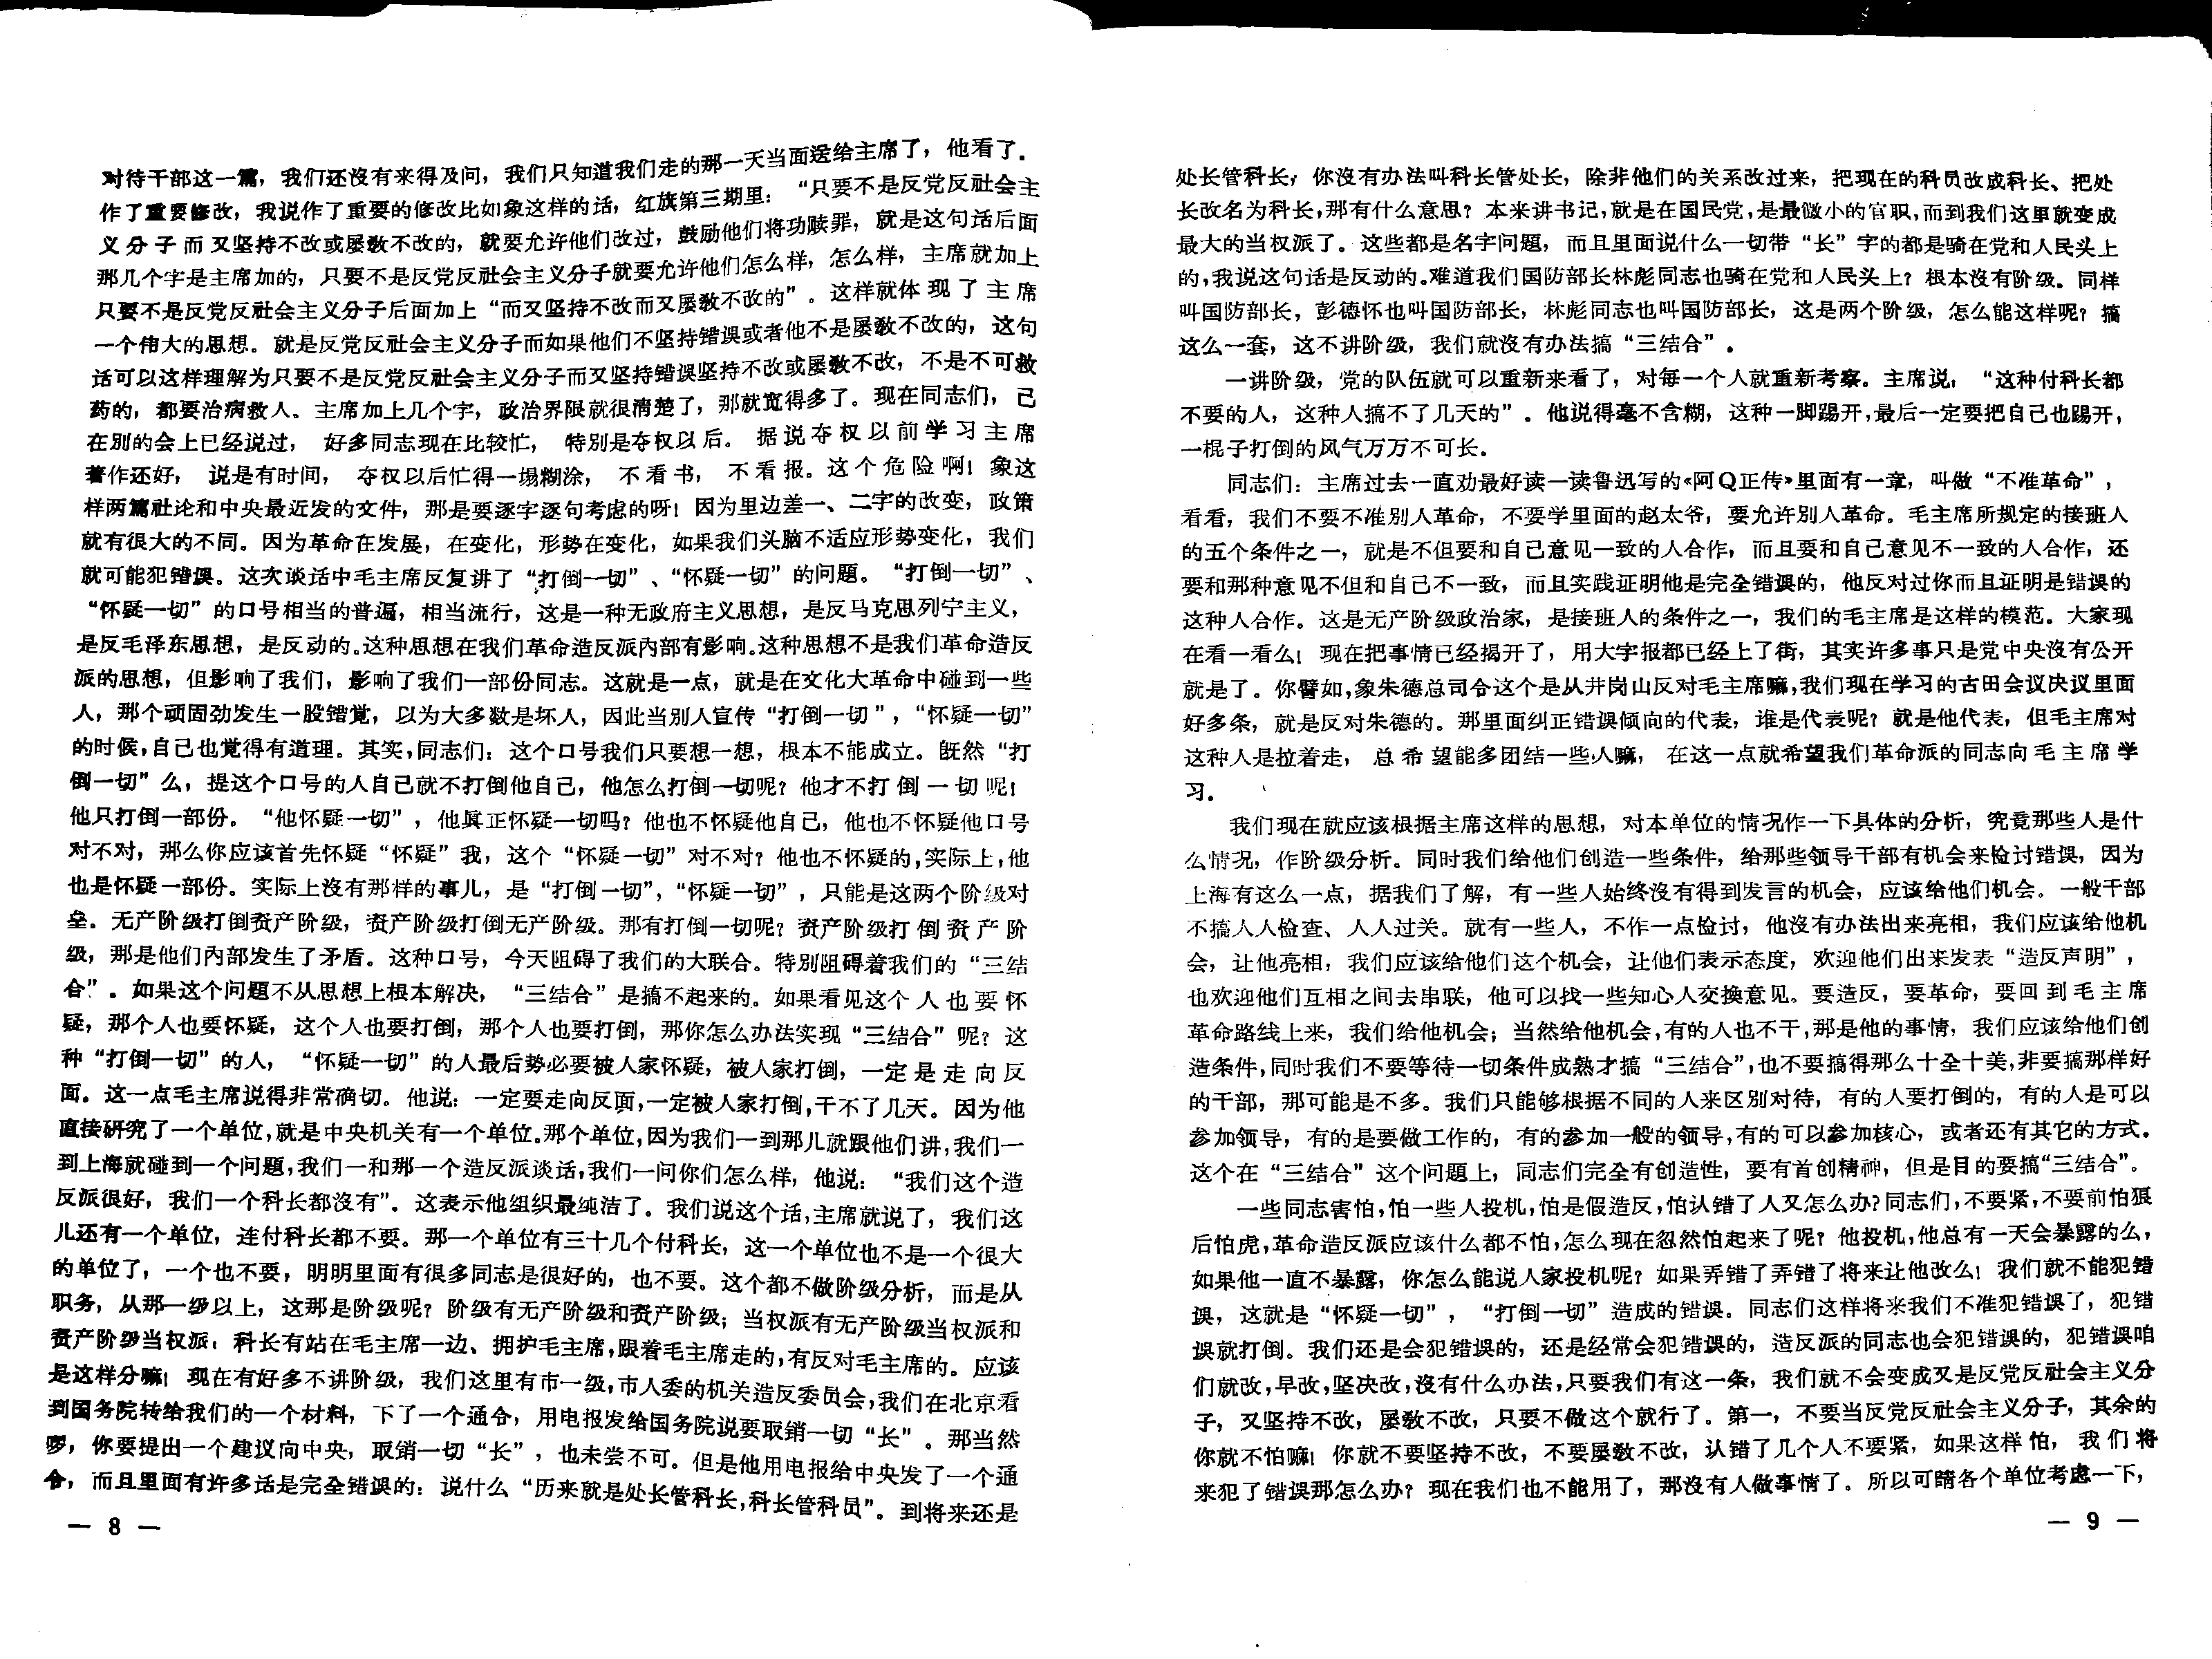 对待干部这一篇，我们还沒有来得及问，我们只知道我们走的那一天当面送给主席了，他看了．
作了重要修改，我说作了重要的修改比如象这样的话，红旗第三期里：“只要不是反党反社会主
义分子而又坚持不改或屡敎不改的，就要允许他们改过，鼓励他们将功赎罪，就是这句话后面
那几个字是主席加的，只要不是反党反社会主义分子就要允许他们怎么样，怎么样，主席就加上
只要不是反党反社会主义分子后面加上“而又坚持不改而又屡敎不改的”。这样就体现了主席
一个伟大的思想。就是反党反社会主义分子而如果他们不坚持错误或者他不是屡敎不改的，这句
话可以这样理解为只要不是反党反社会主义分子而又坚持错误坚持不改或屡敎不改，不是不可救
药的，都要治病救人．主席加上几个字，政治界限就很清楚了，那就宽得多了。现在同志们，已
在别的会上已经说过，好多同志现在比较忙，特别是夺权以后。据说夺权以前学习主席
著作还好，说是有时间，夺权以后忙得一塌糊涂，不看书，不看报。这个危险啊！象这
样两篇社论和中央最近发的文件，那是要逐字逐句考虑的呀！因为里边差一、二字的改变，政策
就有很大的不同。因为革命在发展，在变化，形势在变化，如果我们头脑不适应形势变化，我们
就可能犯错误。这次谈话中毛主席反复讲了“打倒一切”、“怀疑一切”的问题。“打倒一切”、
“怀疑一切”的口号相当的普遍，相当流行，这是一种无政府主义思想，是反马克思列宁主义，
是反毛泽东思想，是反动的。这种思想在我们革命造反派內部有影响。这种思想不是我们革命造反
派的思想，但影响了我们，影响了我们一部份同志。这就是一点，就是在文化大革命中碰到一些
人，那个顽固劲发生一股错觉，以为大多数是坏人，因此当别人宣传“打倒一切”，“怀疑一切”
的时候，自己也觉得有道理。其实，同志们：这个口号我们只要想一想，根本不能成立。既然“打
倒一切”么，提这个口号的人自己就不打倒他自己，他怎么打倒一切呢？他才不打倒一切呢！
他只打倒一部份。“他怀疑一切”，他真正怀疑一切吗？他也不怀疑他自己，他也不怀疑他口号
对不对，那么你应该首先怀疑“怀疑”我，这个“怀疑一切”对不对？他也不怀疑的，实际上，他
也是怀疑一部份。实际上沒有那样的事儿，是“打倒一切”，“怀疑一切”，只能是这两个阶级对
垒．无产阶级打倒资产阶级，资产阶级打倒无产阶级。那有打倒一切呢？资产阶级打倒资产阶
级，那是他们內部发生了矛盾。这种口号，今天阻碍了我们的大联合。特别阻碍着我们的“三结
合”。如果这个问题不从思想上根本解决，“三结合”是搞不起来的。如果看见这个人也要怀
疑，那个人也要怀疑，这个人也要打倒，那个人也要打倒，那你怎么办法实现“三结合”呢？这
种“打倒一切”的人，“怀疑一切”的人最后势必要被人家怀疑，被人家打倒，一定是走向反
面。这一点毛主席说得非常确切。他说：一定要走向反面，一定被人家打倒，干不了几天。因为他
直接研究了一个单位，就是中央机关有一个单位。那个单位，因为我们一到那儿就跟他们讲，我们一
到上海就碰到一个问题，我们一和那一个造反派谈话，我们一问你们怎么样，他说：“我们这个造
反派很好，我们一个科长都沒有”．这表示他组织最纯洁了。我们说这个话，主席就说了，我们这
儿还有一个单位，连付科长都不要。那一个单位有三十几个付科长，这一个单位也不是一个很大
的单位了，一个也不要，明明里面有很多同志是很好的，也不要。这个都不做阶级分析，而是从
职务，从那一级以上，这那是阶级呢？阶级有无产阶级和资产阶级；当权派有无产阶级当权派和
资产阶级当权派；科长有站在毛主席一边、拥护毛主席，跟着毛主席走的，有反对毛主席的。应该
是这样分嘛！现在有好多不讲阶级，我们这里有市一级，市人委的机关造反委员会，我们在北京看
到国务院转给我们的一个材料，下了一个通令，用电报发给国务院说要取销一切“长”。那当然
啰，你要提出一个建议向中央，取销一切“长”，也未尝不可。但是他用电报给中央发了一个通
令，而且里面有许多话是完全错误的：说什么“历来就是处长管科长，科长管科员”。到将来还是
— 8 —
处长管科长，你沒有办法叫科长管处长，除非他们的关系改过来，把现在的科员改成科长、把处
长改名为科长，那有什么意思？本来讲书记，就是在国民党，是最微小的官职，而到我们这里就变成
最大的当权派了。这些都是名字问题，而且里面说什么一切带“长”字的都是骑在党和人民头上
的，我说这句话是反动的．难道我们国防部长林彪同志也骑在党和人民头上？根本沒有阶级。同样
叫国防部长，彭德怀也叫国防部长，林彪同志也叫国防部长，这是两个阶级，怎么能这样呢？搞
这么一套，这不讲阶级，我们就沒有办法搞“三结合”。
一讲阶级，党的队伍就可以重新来看了，对每一个人就重新考察。主席说：“这种付科长都
不要的人，这种人搞不了几天的”。他说得毫不含糊，这种一脚踢开，最后一定要把自己也踢开，
一棍子打倒的风气万万不可长．
同志们：主席过去一直劝最好读一读鲁迅写的《阿Q正传》里面有一章，叫做“不准革命”，
看看，我们不要不准别人革命，不要学里面的赵太爷，要允许别人革命。毛主席所规定的接班人
的五个条件之一，就是不但要和自己意见一致的人合作，而且要和自己意见不一致的人合作，还
要和那种意见不但和自己不一致，而且实践证明他是完全错误的，他反对过你而且证明是错误的
这种人合作。这是无产阶级政治家，是接班人的条件之一，我们的毛主席是这样的模范。大家现
在看一看么！现在把事情已经揭开了，用大字报都已经上了街，其实许多事只是党中央沒有公开
就是了。你譬如，象朱德总司令这个是从井岗山反对毛主席嘛，我们现在学习的古田会议决议里面
好多条，就是反对朱德的。那里面纠正错误倾向的代表，谁是代表呢？就是他代表，但毛主席对
这种人是拉着走，总希望能多团结一些人嘛，在这一点就希望我们革命派的同志向毛主席学
习．
我们现在就应该根据主席这样的思想，对本单位的情况作一下具体的分析，究竟那些人是什
么情况，作阶级分析。同时我们给他们创造一些条件，给那些领导干部有机会来检讨错误，因为
上海有这么一点，据我们了解，有一些人始终沒有得到发言的机会，应该给他们机会。一般干部
不搞人人检查、人人过关。就有一些人，不作一点检讨，他沒有办法出来亮相，我们应该给他机
会，让他亮相，我们应该给他们这个机会，让他们表示态度，欢迎他们出来发表“造反声明”，
也欢迎他们互相之间去串联，他可以找一些知心人交换意见。要造反，要革命，要回到毛主席
革命路线上来，我们给他机会；当然给他机会，有的人也不干，那是他的事情，我们应该给他们创
造条件，同时我们不要等待一切条件成熟才搞“三结合”，也不要搞得那么十全十美，非要搞那样好
的干部，那可能是不多。我们只能够根据不同的人来区别对待，有的人要打倒的，有的人是可以
参加领导，有的是要做工作的，有的参加一般的领导，有的可以参加核心，或者还有其它的方式．
这个在“三结合”这个问题上，同志们完全有创造性，要有首创精神，但是目的要搞“三结合”。
一些同志害怕，怕一些人投机，怕是假造反，怕认错了人又怎么办？同志们，不要紧，不要前怕狼
后怕虎，革命造反派应该什么都不怕，怎么现在忽然怕起来了呢？他投机，他总有一天会暴露的么，
如果他一直不暴露，你怎么能说人家投机呢？如果弄错了弄错了将来让他改么！我们就不能犯错
误，这就是“怀疑一切”，“打倒一切”造成的错误。同志们这样将来我们不准犯错误了，犯错
误就打倒。我们还是会犯错误的，还是经常会犯错误的，造反派的同志也会犯错误的，犯错误咱
们就改，早改，坚决改，沒有什么办法，只要我们有这一条，我们就不会变成又是反党反社会主义分
子，又坚持不改，屡敎不改，只要不做这个就行了。第一，不要当反党反社会主义分子，其余的
你就不怕嘛！你就不要坚持不改，不要屡敎不改，认错了几个人不要紧，如果这样怕，我们将
来犯了错误那怎么办？现在我们也不能用了，那沒有人做事情了。所以可请各个单位考虑一下，
— 9 —